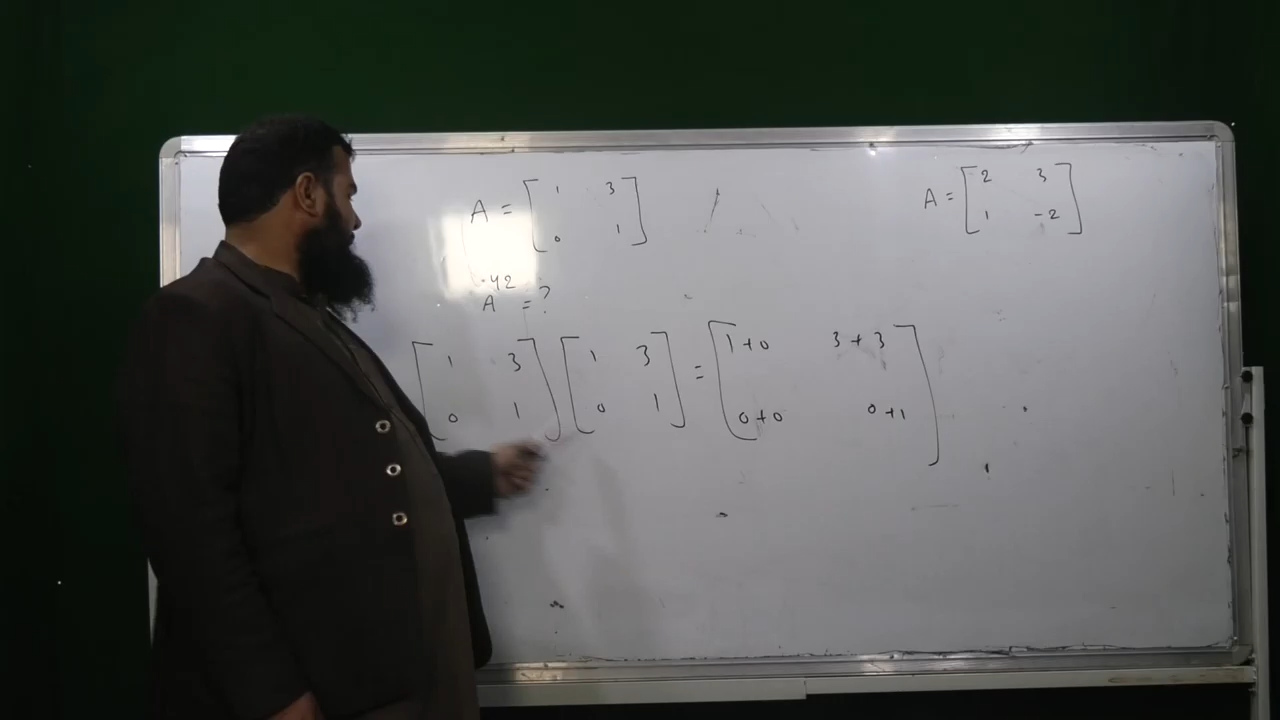 A = [ 1 3
0 1 ]
A = [ 2 3
1 -2 ]
A^42 = ?
[ 1 3
0 1 ] [ 1 3
0 1 ] = [ 1+0 3+3
0+0 0+1 ]